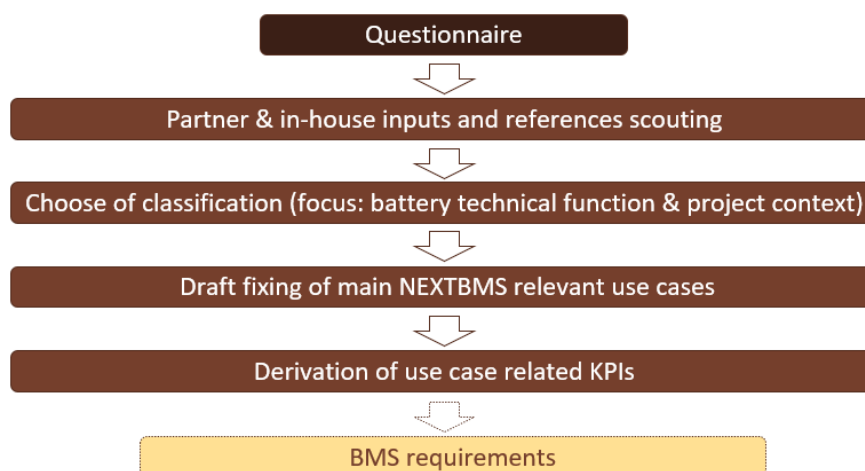 Questionnaire
Partner & in-house inputs and references scouting
Choose of classification (focus: battery technical function & project context)
Draft fixing of main NEXTBMS relevant use cases
Derivation of use case related KPIs
BMS requirements